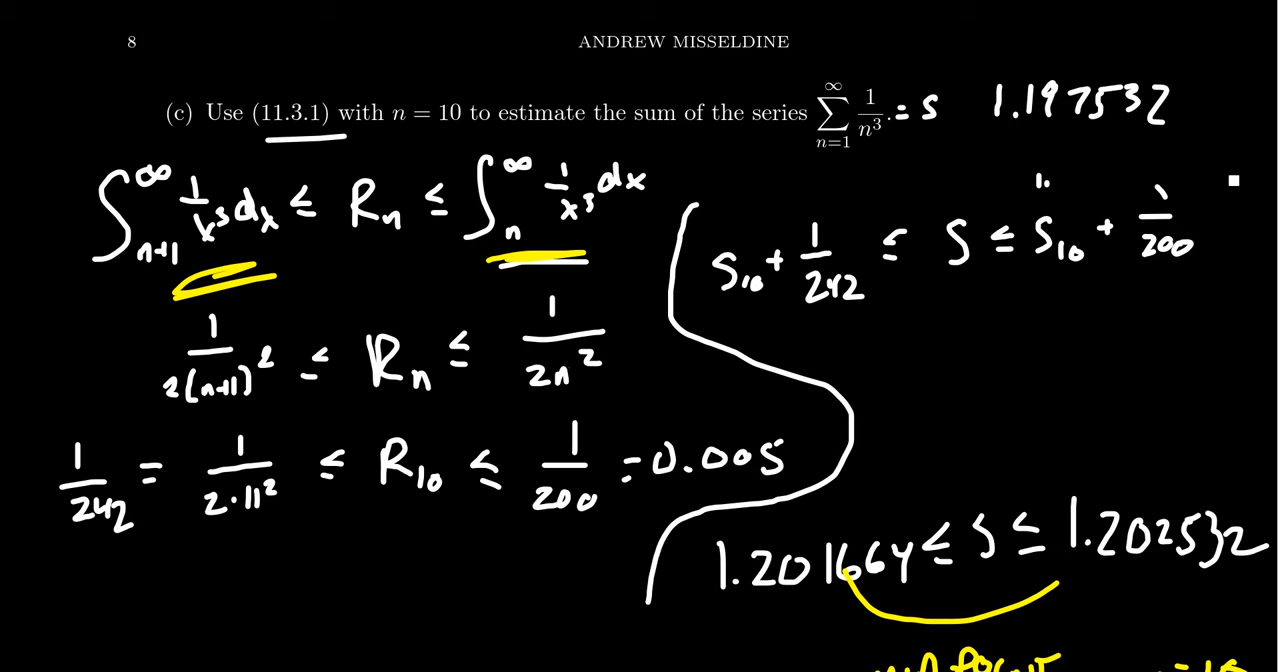 8 ANDREW MISSELDINE
(c) Use (11.3.1) with n = 10 to estimate the sum of the series ∑_{n=1}^{∞} 1/n³. = S 1.197532
∫_{n+1}^{∞} 1/x³ dx ≤ R_n ≤ ∫_{n}^{∞} 1/x³ dx
1.
S_10 + 1/242 ≤ S ≤ S_10 + 1/200
1/(2(n+1)²) ≤ R_n ≤ 1/(2n²)
1/242 = 1/(2·11²) ≤ R_10 ≤ 1/200 = 0.005
1.201664 ≤ S ≤ 1.202532